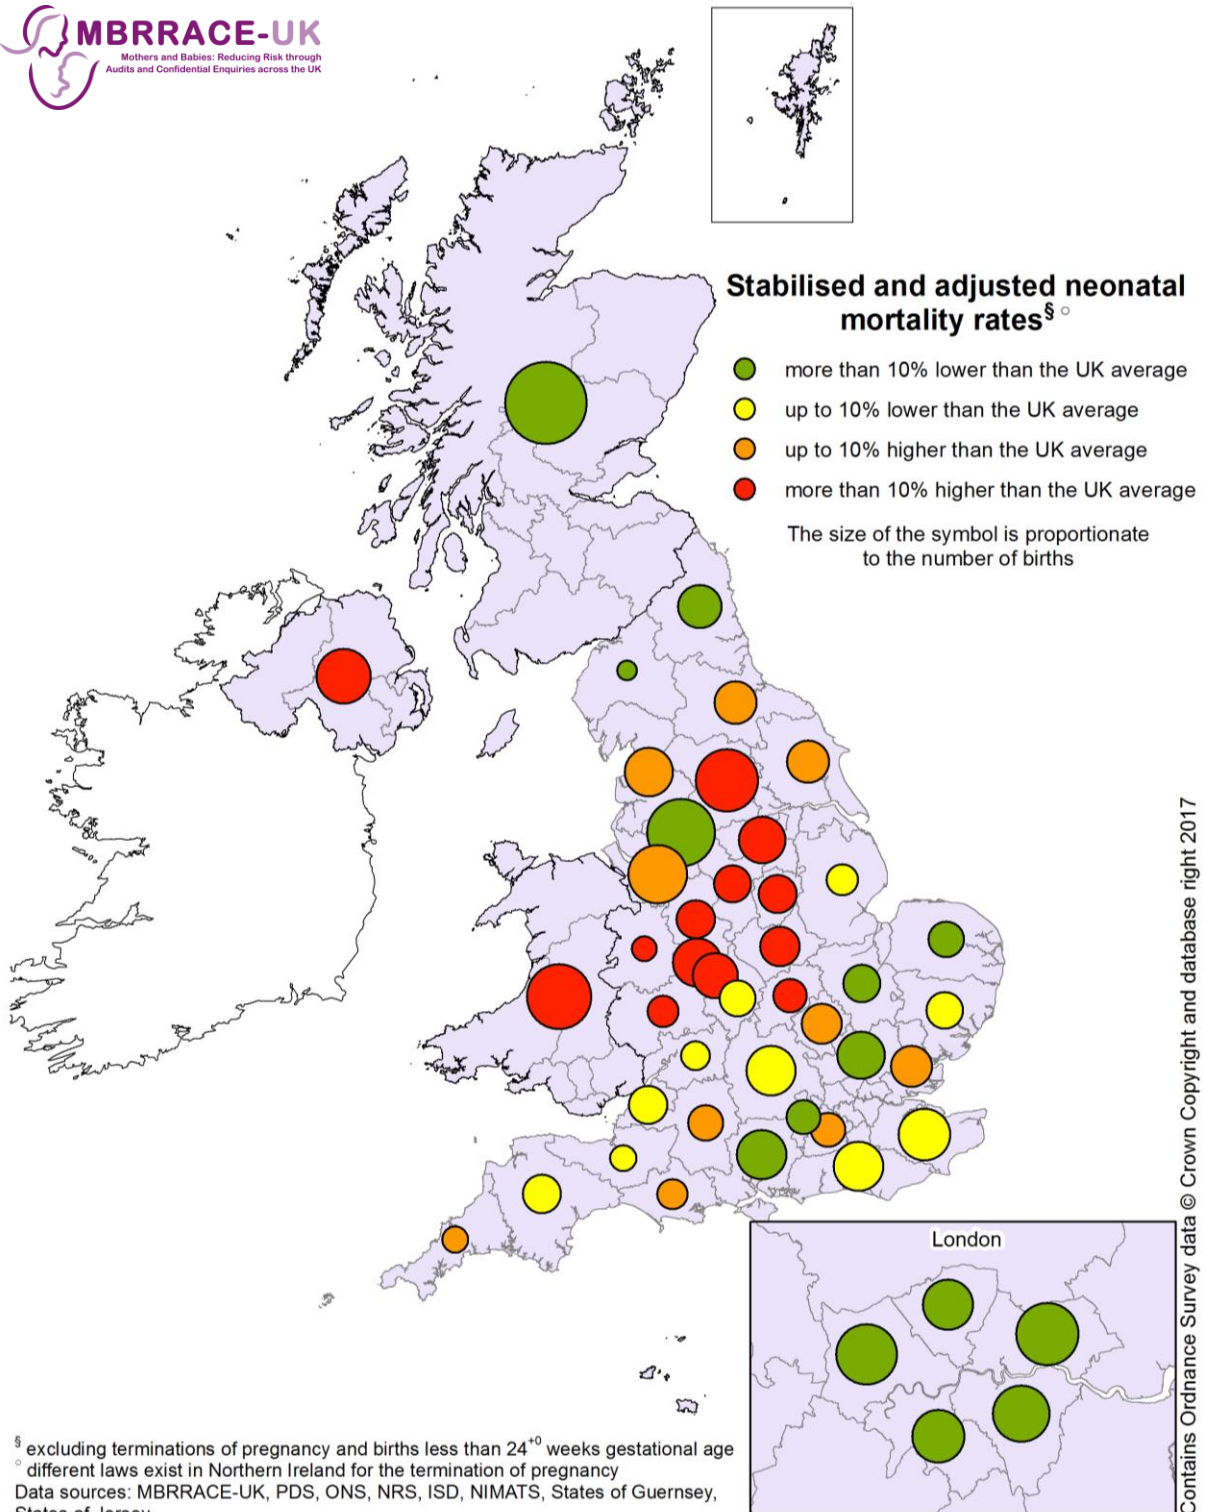 MBRRACE-UK
Mothers and Babies: Reducing Risk through
Audits and Confidential Enquiries across the UK
Stabilised and adjusted neonatal
mortality rates§ ○
more than 10% lower than the UK average
up to 10% lower than the UK average
up to 10% higher than the UK average
more than 10% higher than the UK average
The size of the symbol is proportionate
to the number of births
London
Contains Ordnance Survey data © Crown Copyright and database right 2017
§ excluding terminations of pregnancy and births less than 24+0 weeks gestational age
○ different laws exist in Northern Ireland for the termination of pregnancy
Data sources: MBRRACE-UK, PDS, ONS, NRS, ISD, NIMATS, States of Guernsey,
States of Jersey